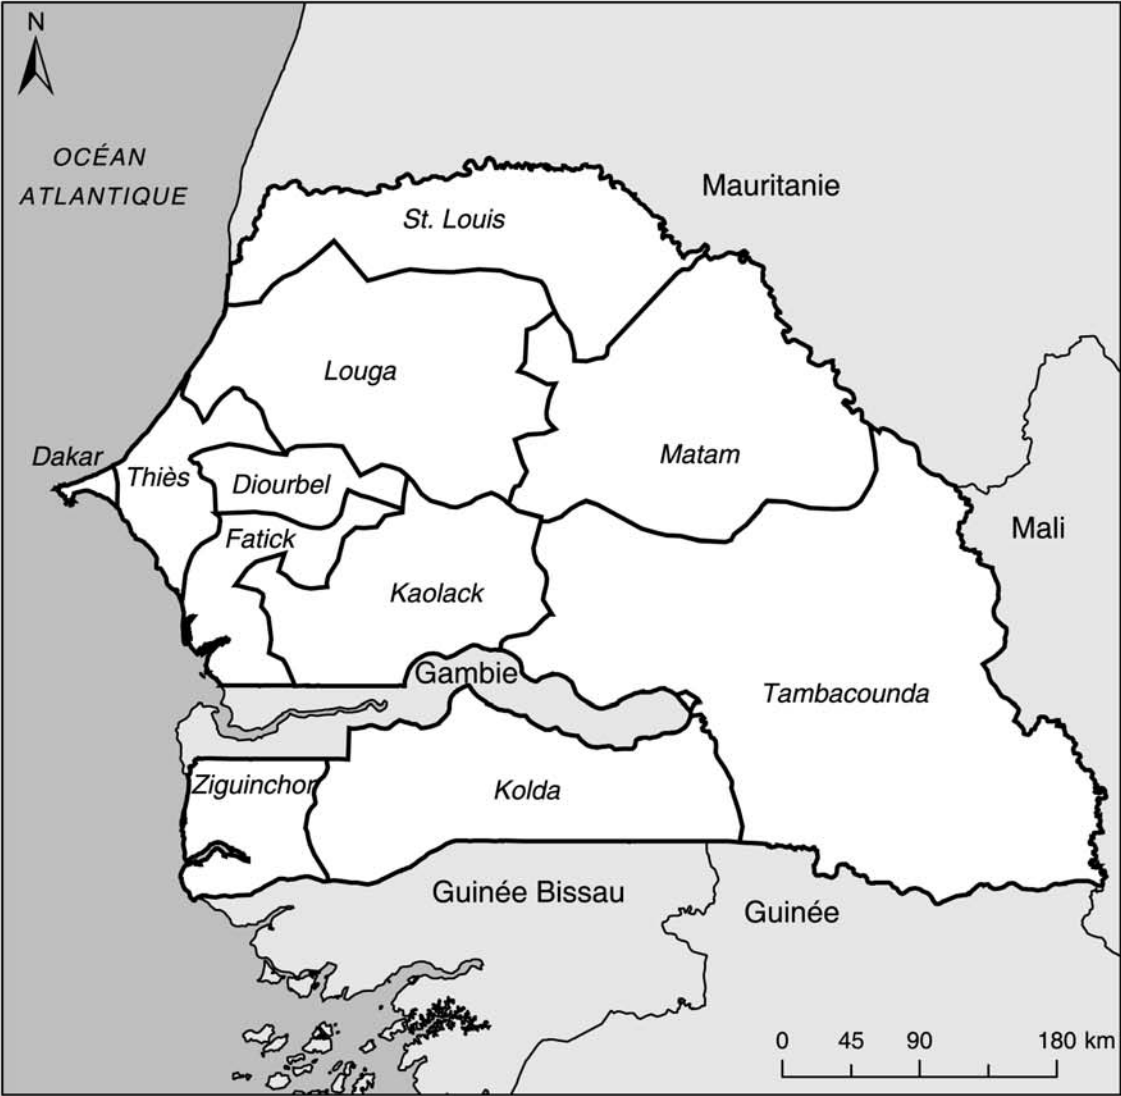 N
OCÉAN
ATLANTIQUE
Mauritanie
St. Louis
Louga
Matam
Dakar
Thiès
Diourbel
Fatick
Mali
Kaolack
Gambie
Tambacounda
Ziguinchor
Kolda
Guinée Bissau
Guinée
0 45 90 180 km